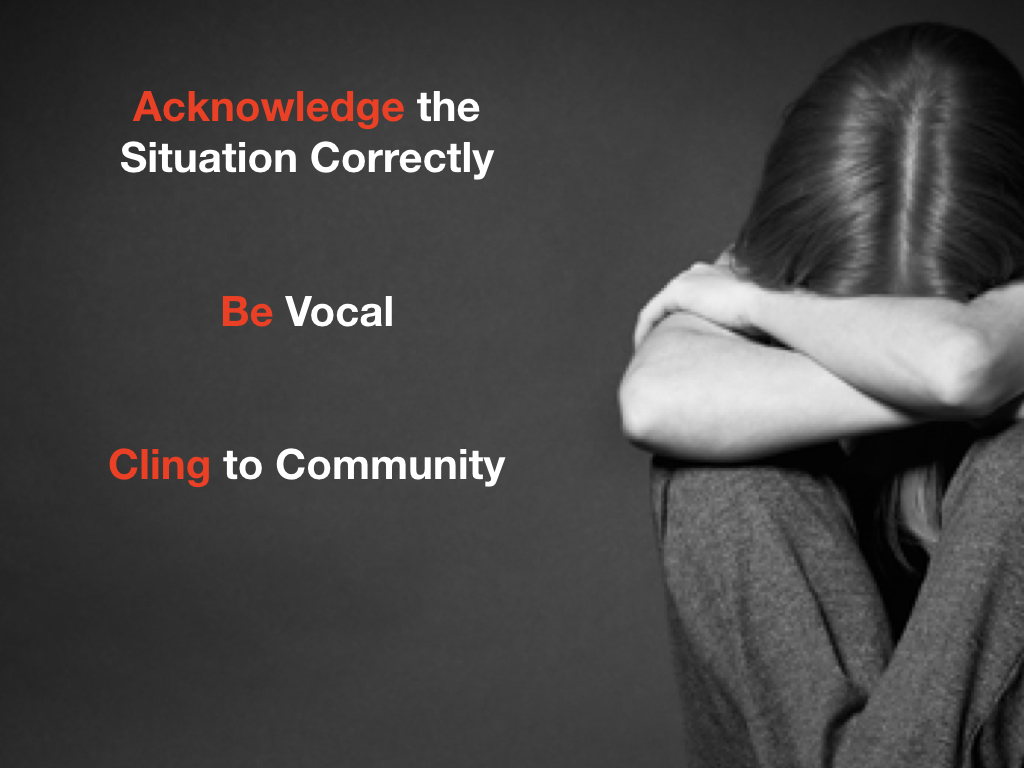 Acknowledge the
Situation Correctly
Be Vocal
Cling to Community